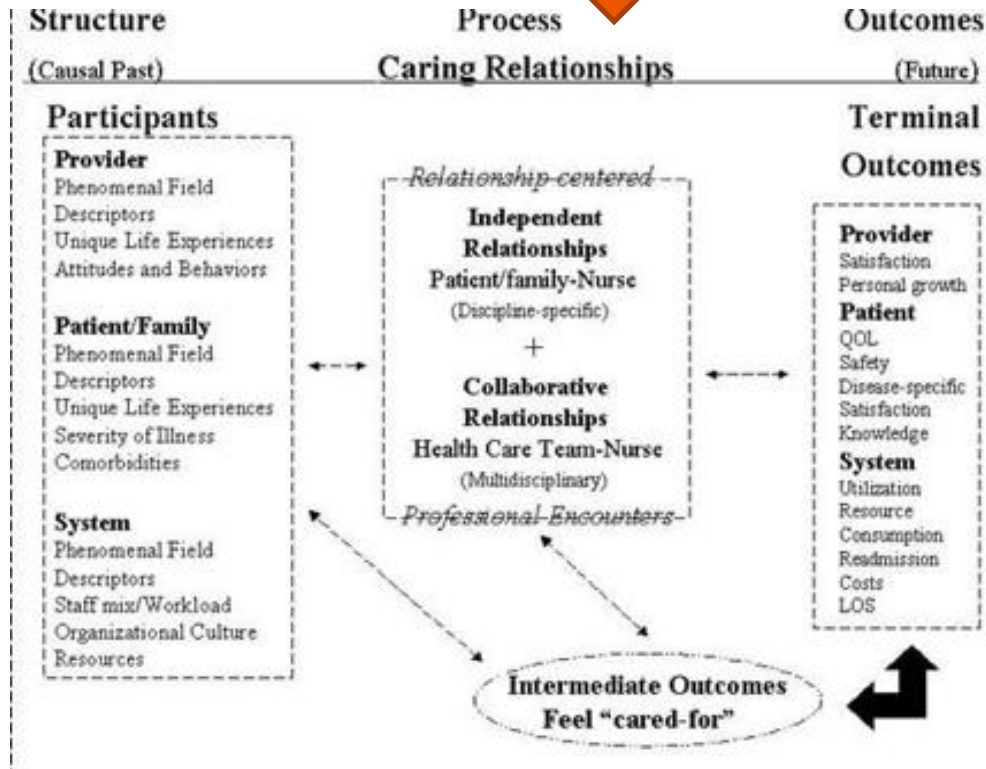 Structure
(Causal Past)
Process
Caring Relationships
Outcomes
(Future)
Participants
Provider
Phenomenal Field
Descriptors
Unique Life Experiences
Attitudes and Behaviors
Patient/Family
Phenomenal Field
Descriptors
Unique Life Experiences
Severity of Illness
Comorbidities
System
Phenomenal Field
Descriptors
Staff mix/Workload
Organizational Culture
Resources
Relationship-centered
Independent
Relationships
Patient/family-Nurse
(Discipline-specific)
+
Collaborative
Relationships
Health Care Team-Nurse
(Multidisciplinary)
Professional Encounters
Terminal
Outcomes
Provider
Satisfaction
Personal growth
Patient
QOL
Safety
Disease-specific
Satisfaction
Knowledge
System
Utilization
Resource
Consumption
Readmission
Costs
LOS
Intermediate Outcomes
Feel "cared-for"